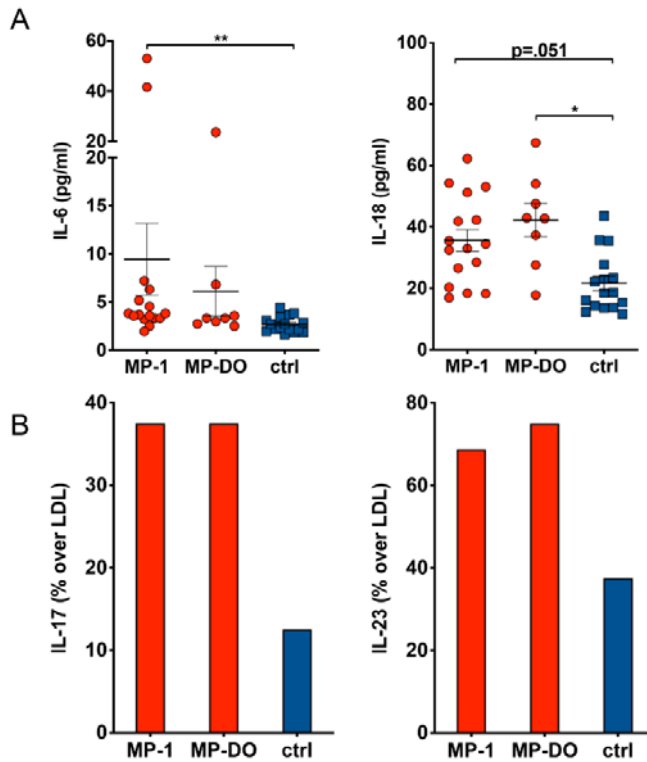 A
IL-6 (pg/ml)
60
40
20
20
15
10
5
0
**
MP-1 MP-DO ctrl
IL-18 (pg/ml)
100
80
60
40
20
0
p=.051
*
MP-1 MP-DO ctrl
B
IL-17 (% over LDL)
40
30
20
10
0
MP-1 MP-DO ctrl
IL-23 (% over LDL)
80
60
40
20
0
MP-1 MP-DO ctrl